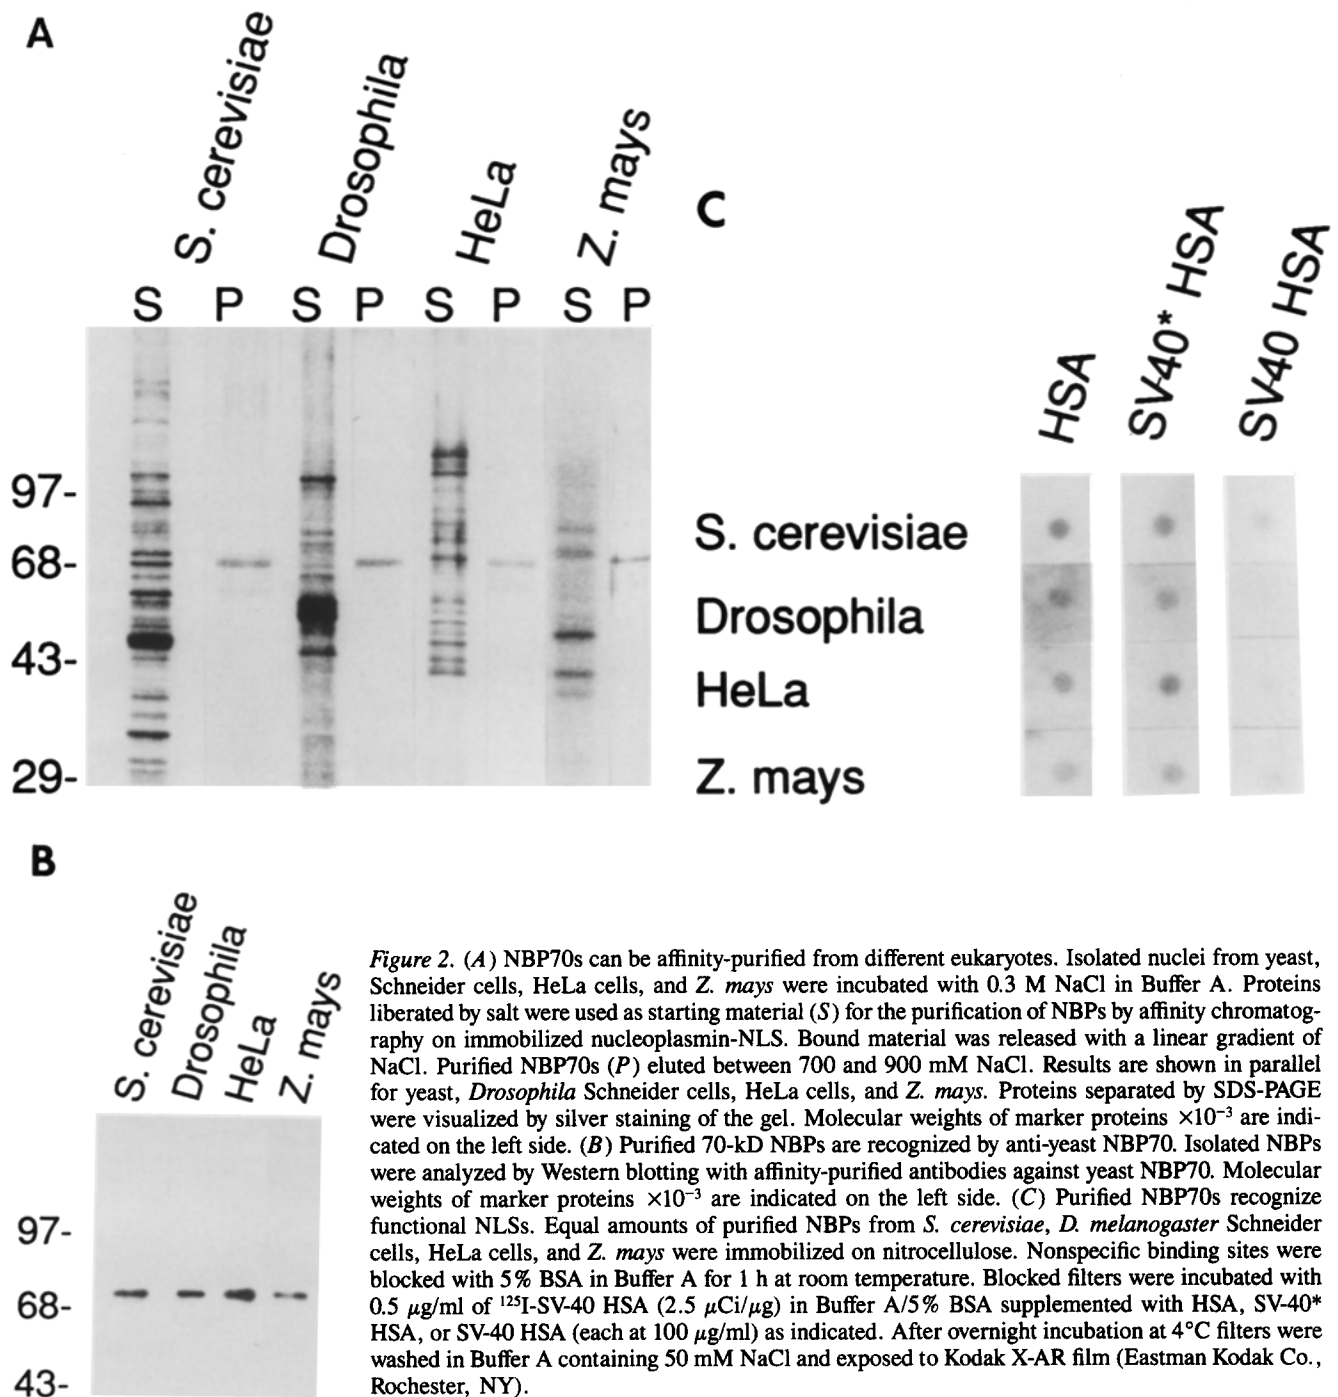 A
S. cerevisiae
Drosophila
HeLa
Z. mays
S P S P S P S P
97-
68-
43-
29-
C
HSA
SV40* HSA
SV40 HSA
S. cerevisiae
Drosophila
HeLa
Z. mays
B
S. cerevisiae
Drosophila
HeLa
Z. mays
97-
68-
43-
Figure 2. (A) NBP70s can be affinity-purified from different eukaryotes. Isolated nuclei from yeast,
Schneider cells, HeLa cells, and Z. mays were incubated with 0.3 M NaCl in Buffer A. Proteins
liberated by salt were used as starting material (S) for the purification of NBPs by affinity chromatog-
raphy on immobilized nucleoplasmin-NLS. Bound material was released with a linear gradient of
NaCl. Purified NBP70s (P) eluted between 700 and 900 mM NaCl. Results are shown in parallel
for yeast, Drosophila Schneider cells, HeLa cells, and Z. mays. Proteins separated by SDS-PAGE
were visualized by silver staining of the gel. Molecular weights of marker proteins ×10⁻³ are indi-
cated on the left side. (B) Purified 70-kD NBPs are recognized by anti-yeast NBP70. Isolated NBPs
were analyzed by Western blotting with affinity-purified antibodies against yeast NBP70. Molecular
weights of marker proteins ×10⁻³ are indicated on the left side. (C) Purified NBP70s recognize
functional NLSs. Equal amounts of purified NBPs from S. cerevisiae, D. melanogaster Schneider
cells, HeLa cells, and Z. mays were immobilized on nitrocellulose. Nonspecific binding sites were
blocked with 5% BSA in Buffer A for 1 h at room temperature. Blocked filters were incubated with
0.5 μg/ml of ¹²⁵I-SV-40 HSA (2.5 μCi/μg) in Buffer A/5% BSA supplemented with HSA, SV-40*
HSA, or SV-40 HSA (each at 100 μg/ml) as indicated. After overnight incubation at 4°C filters were
washed in Buffer A containing 50 mM NaCl and exposed to Kodak X-AR film (Eastman Kodak Co.,
Rochester, NY).